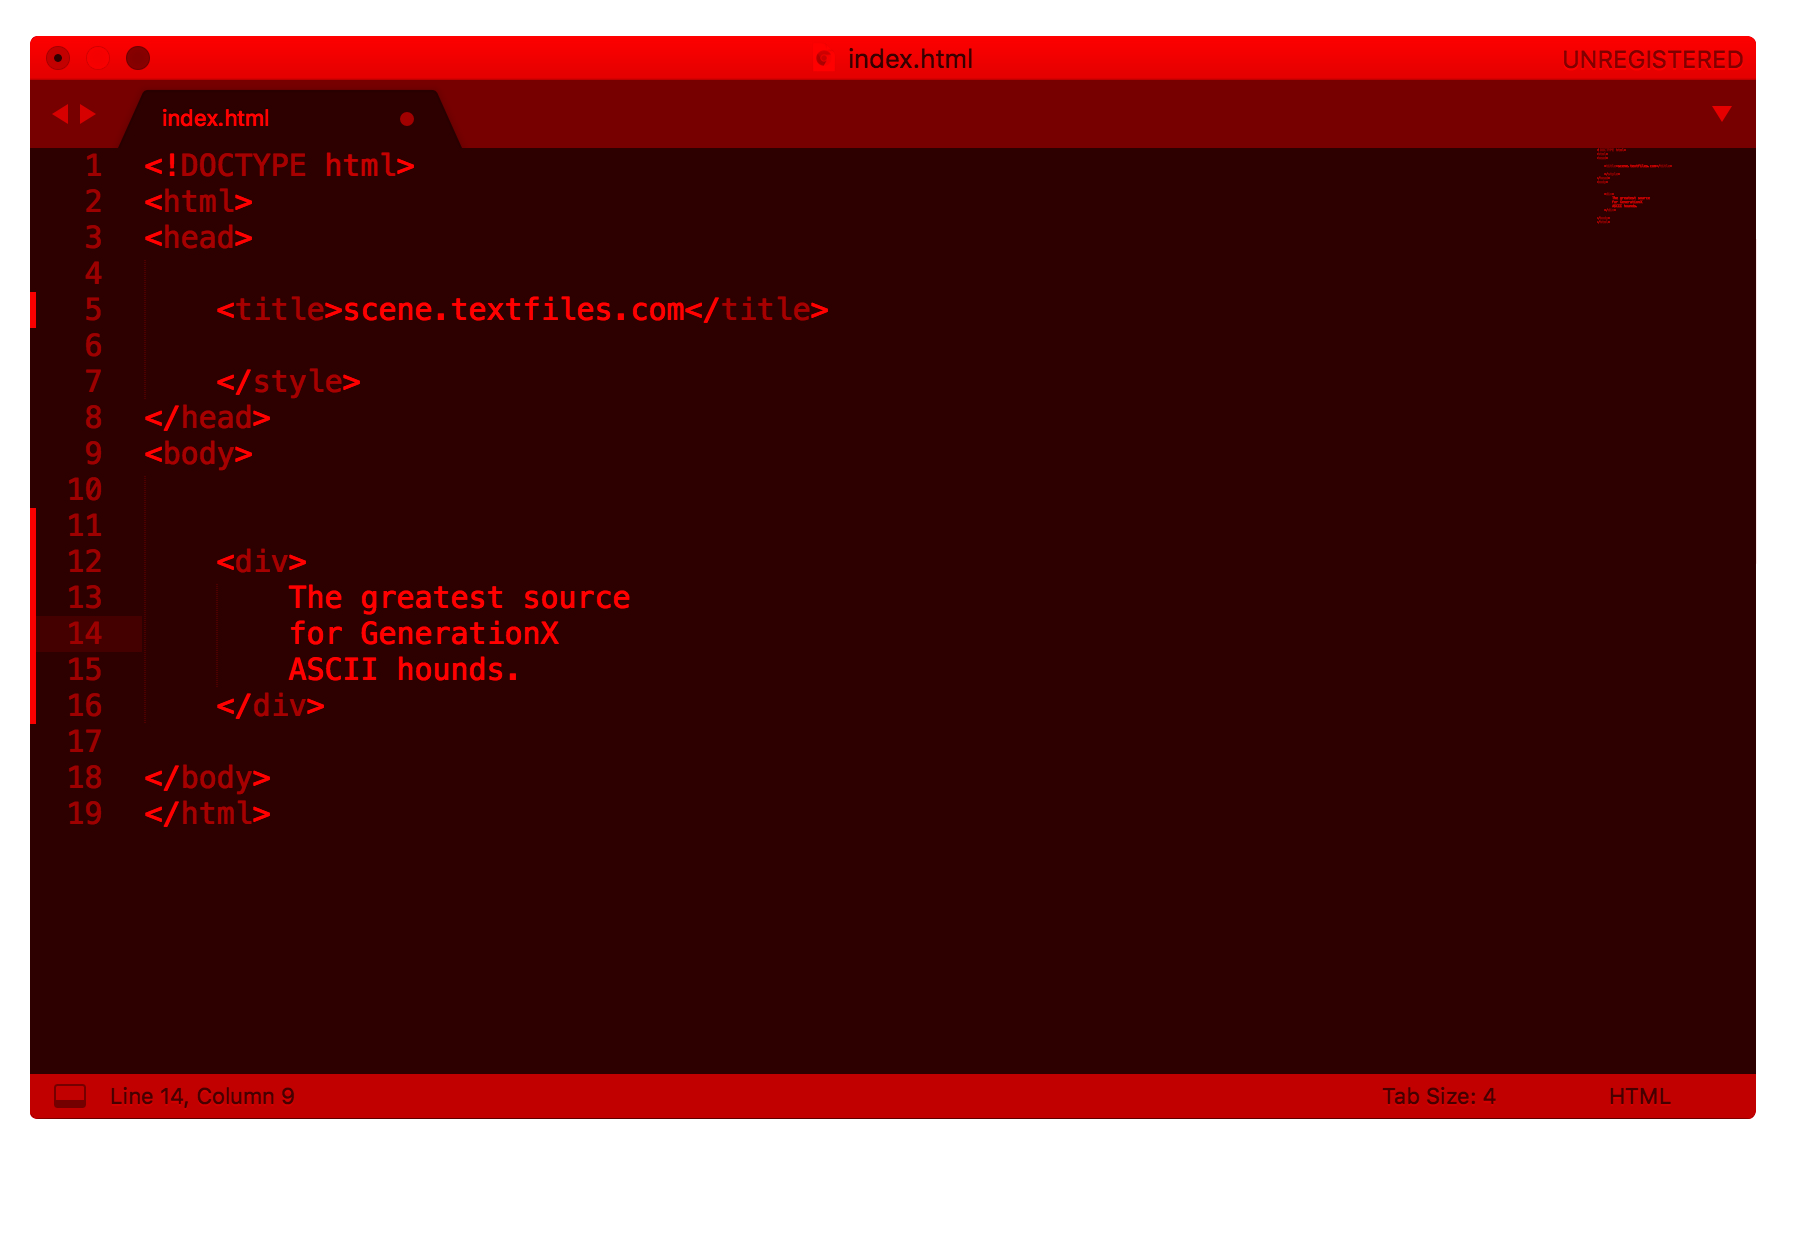 index.html
UNREGISTERED
index.html
1 <!DOCTYPE html>
2 <html>
3 <head>
4
5 <title>scene.textfiles.com</title>
6
7 </style>
8 </head>
9 <body>
10
11
12 <div>
13 The greatest source
14 for GenerationX
15 ASCII hounds.
16 </div>
17
18 </body>
19 </html>
Line 14, Column 9
Tab Size: 4
HTML